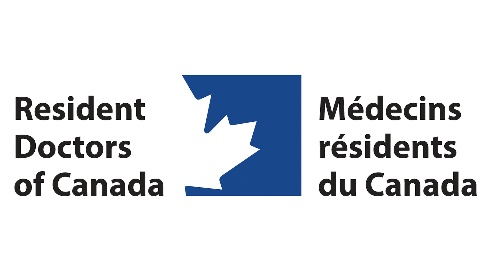 Resident
Doctors
of Canada
Médecins
résidents
du Canada